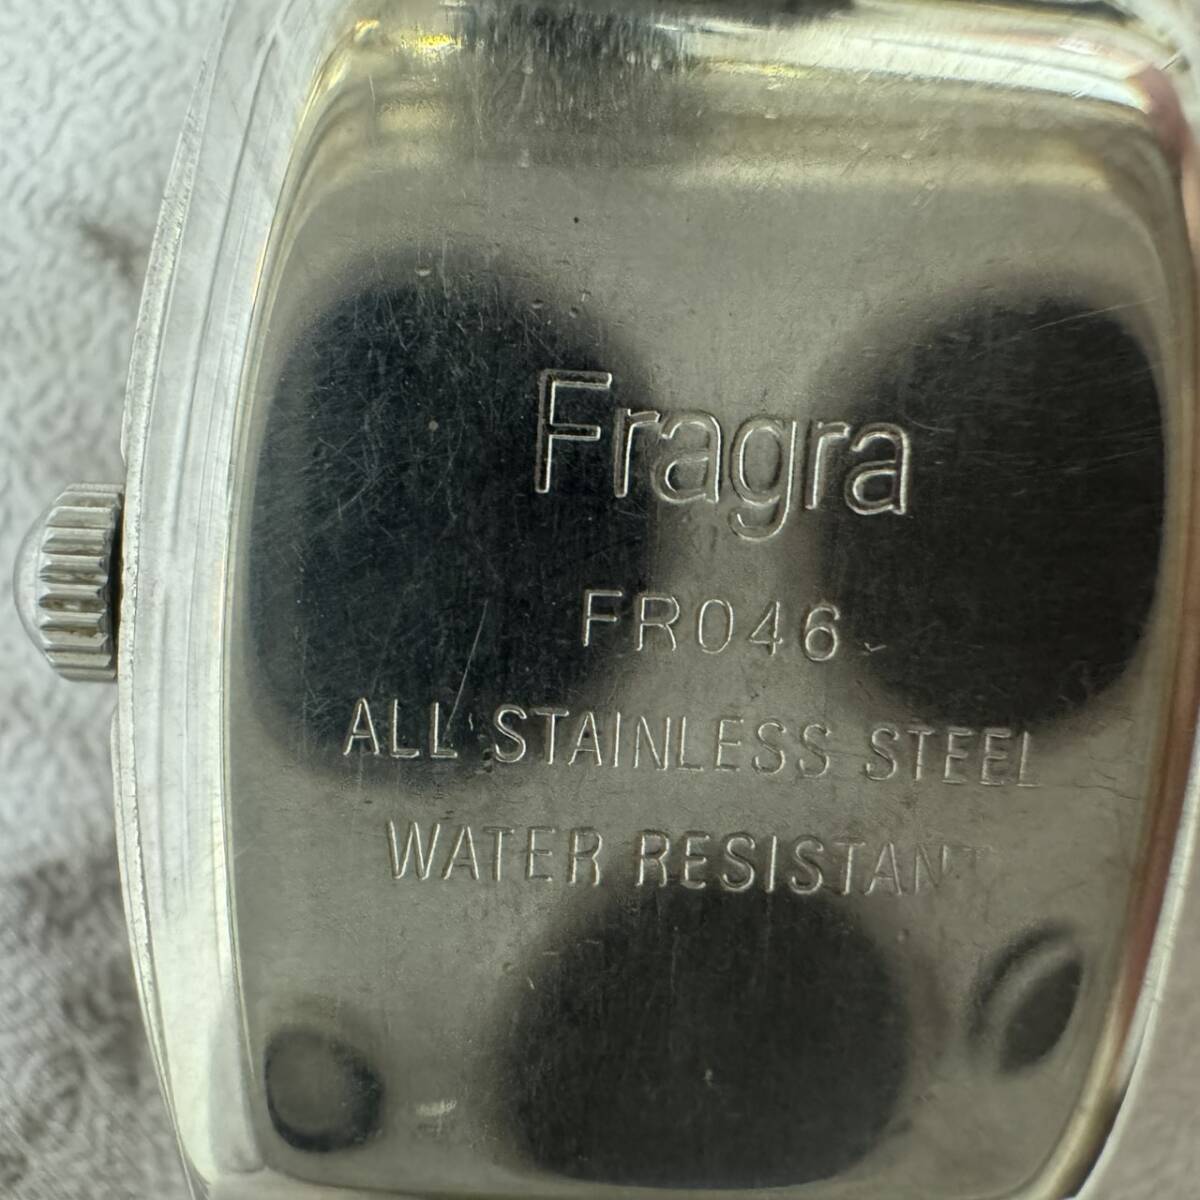 Fragra
FR046
ALL STAINLESS STEEL
WATER RESISTANT